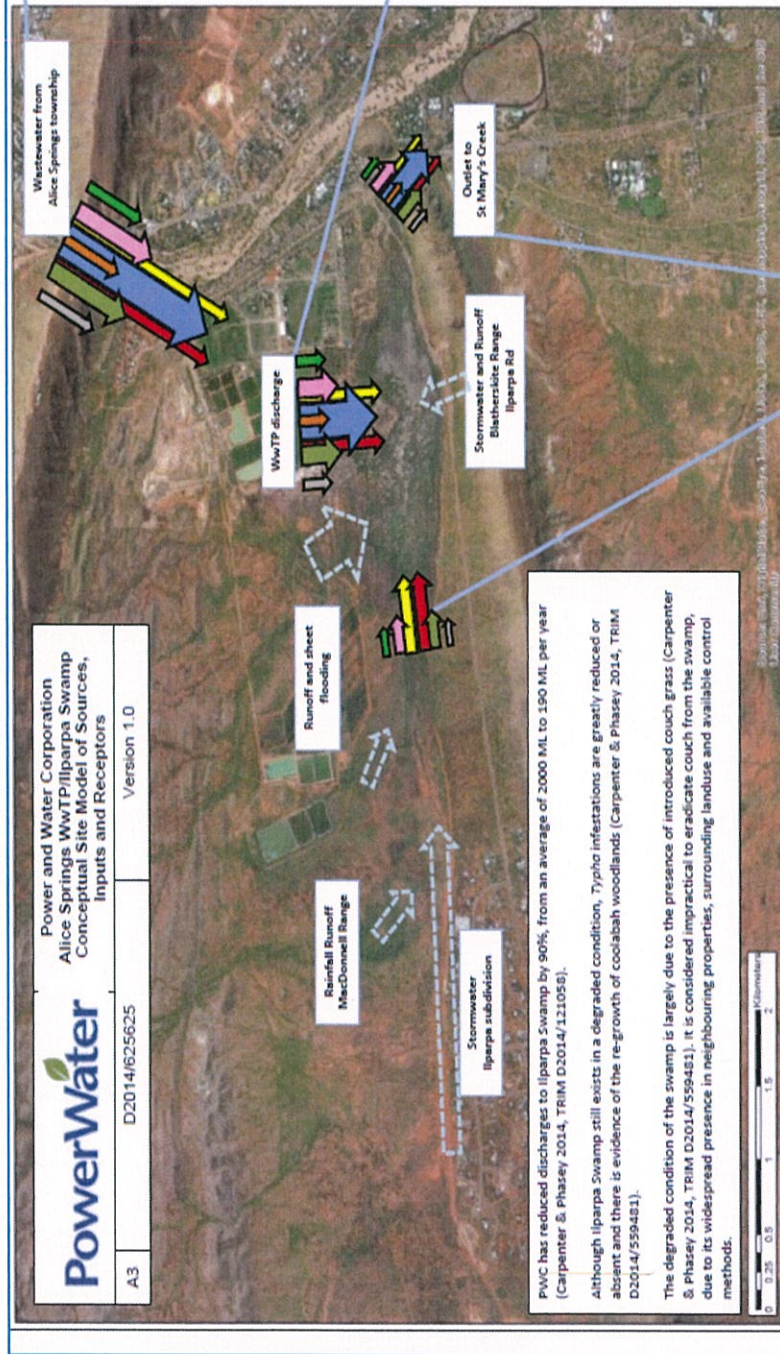 PowerWater
Power and Water Corporation
Alice Springs WwTP/Ilparpa Swamp
Conceptual Site Model of Sources,
Inputs and Receptors
A3
D2014/625625
Version 1.0
Wastewater from
Alice Springs township
WwTP discharge
Outlet to
St Mary's Creek
Stormwater and Runoff
Blatherskite Range
Ilparpa Rd
Runoff and sheet
flooding
Rainfall Runoff
MacDonnell Range
Stormwater
Ilparpa subdivision
PWC has reduced discharges to Ilparpa Swamp by 90%, from an average of 2000 ML to 190 ML per year
(Carpenter & Phasey 2014, TRIM D2014/121058).
Although Ilparpa Swamp still exists in a degraded condition, Typha infestations are greatly reduced or
absent and there is evidence of the re-growth of coolabah woodlands (Carpenter & Phasey 2014, TRIM
D2014/559481).
The degraded condition of the swamp is largely due to the presence of introduced couch grass (Carpenter
& Phasey 2014, TRIM D2014/559481). It is considered impractical to eradicate couch from the swamp,
due to its widespread presence in neighbouring properties, surrounding landuse and available control
methods.
0 0.25 0.5 1 1.5 2
Kilometers